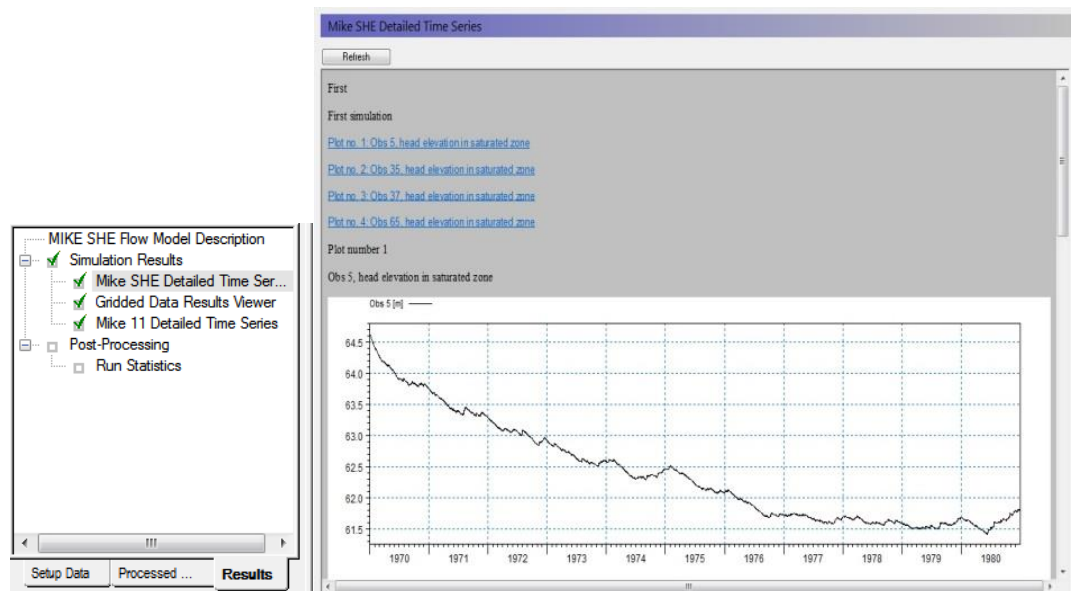 MIKE SHE Flow Model Description
Simulation Results
Mike SHE Detailed Time Ser...
Gridded Data Results Viewer
Mike 11 Detailed Time Series
Post-Processing
Run Statistics
Setup Data
Processed ...
Results
Mike SHE Detailed Time Series
Refresh
First
First simulation
Plot no. 1: Obs 5, head elevation in saturated zone
Plot no. 2: Obs 35, head elevation in saturated zone
Plot no. 3: Obs 37, head elevation in saturated zone
Plot no. 4: Obs 65, head elevation in saturated zone
Plot number 1
Obs 5, head elevation in saturated zone
Obs 5 [m]
64.5
64.0
63.5
63.0
62.5
62.0
61.5
1970 1971 1972 1973 1974 1975 1976 1977 1978 1979 1980